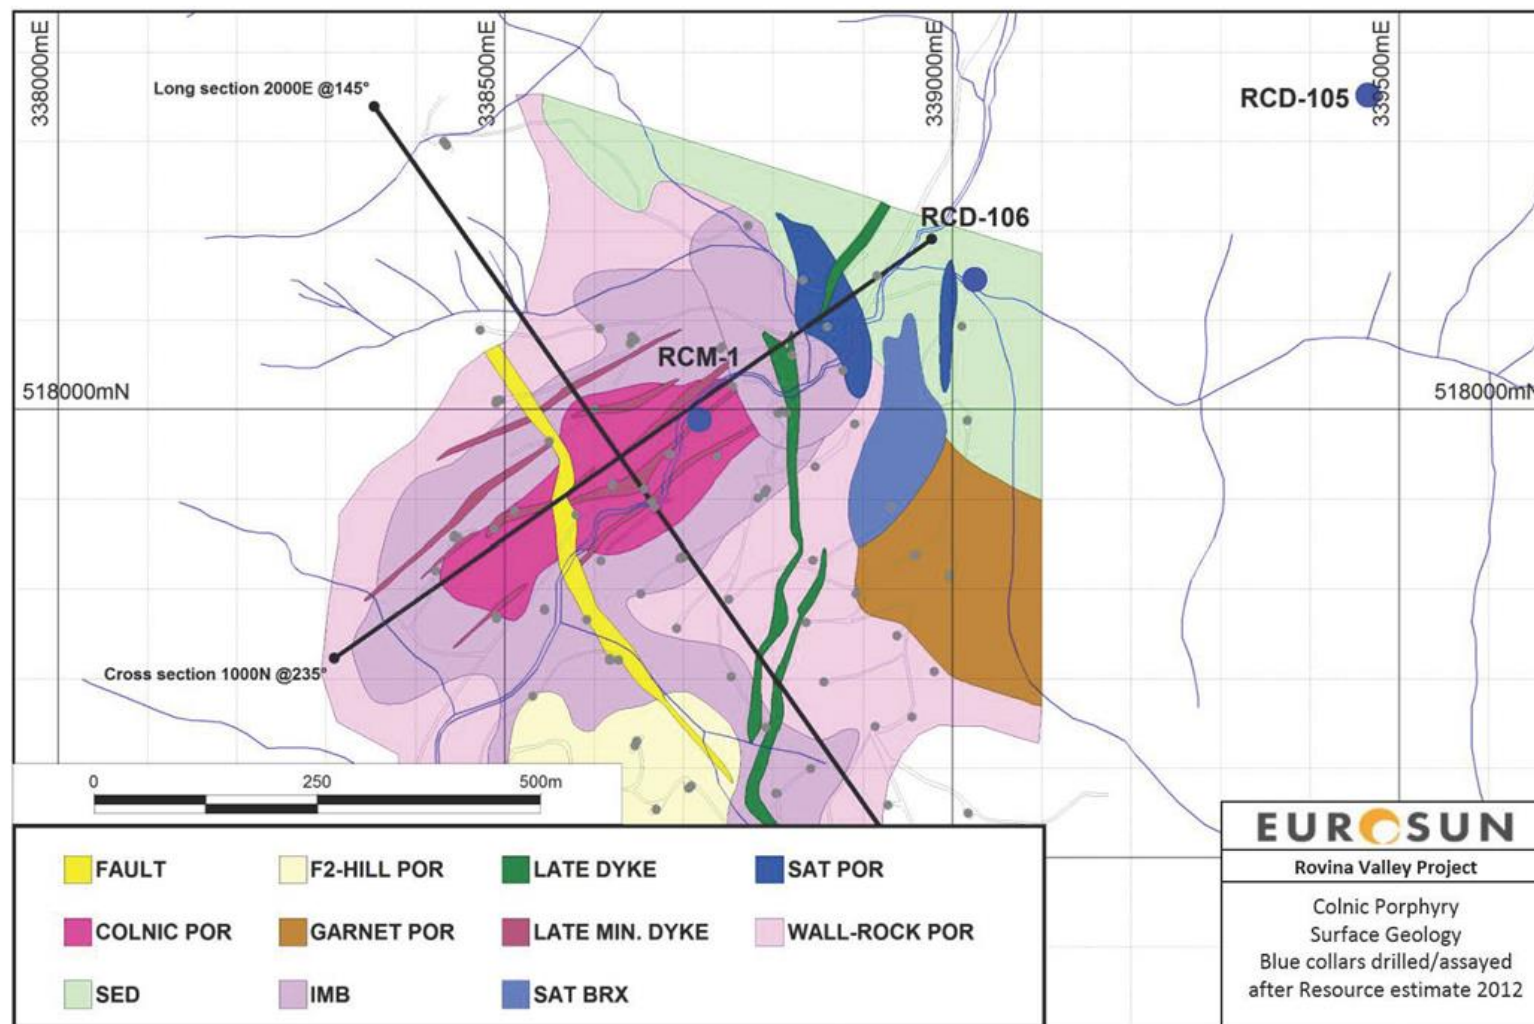 338000mE
338500mE
339000mE
339500mE
Long section 2000E @145°
RCD-105
RCD-106
RCM-1
518000mN
518000mN
Cross section 1000N @235°
0 250 500m
FAULT
F2-HILL POR
LATE DYKE
SAT POR
COLNIC POR
GARNET POR
LATE MIN. DYKE
WALL-ROCK POR
SED
IMB
SAT BRX
EUROSUN
Rovina Valley Project
Colnic Porphyry
Surface Geology
Blue collars drilled/assayed
after Resource estimate 2012